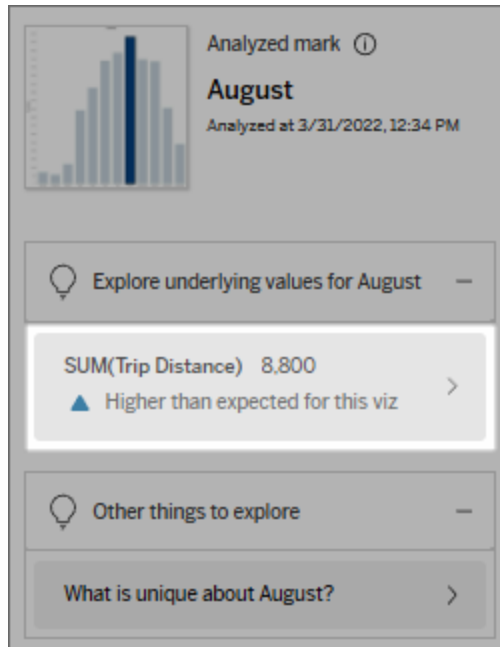 Analyzed mark
August
Analyzed at 3/31/2022, 12:34 PM
Explore underlying values for August
SUM(Trip Distance) 8,800
Higher than expected for this viz
Other things to explore
What is unique about August?